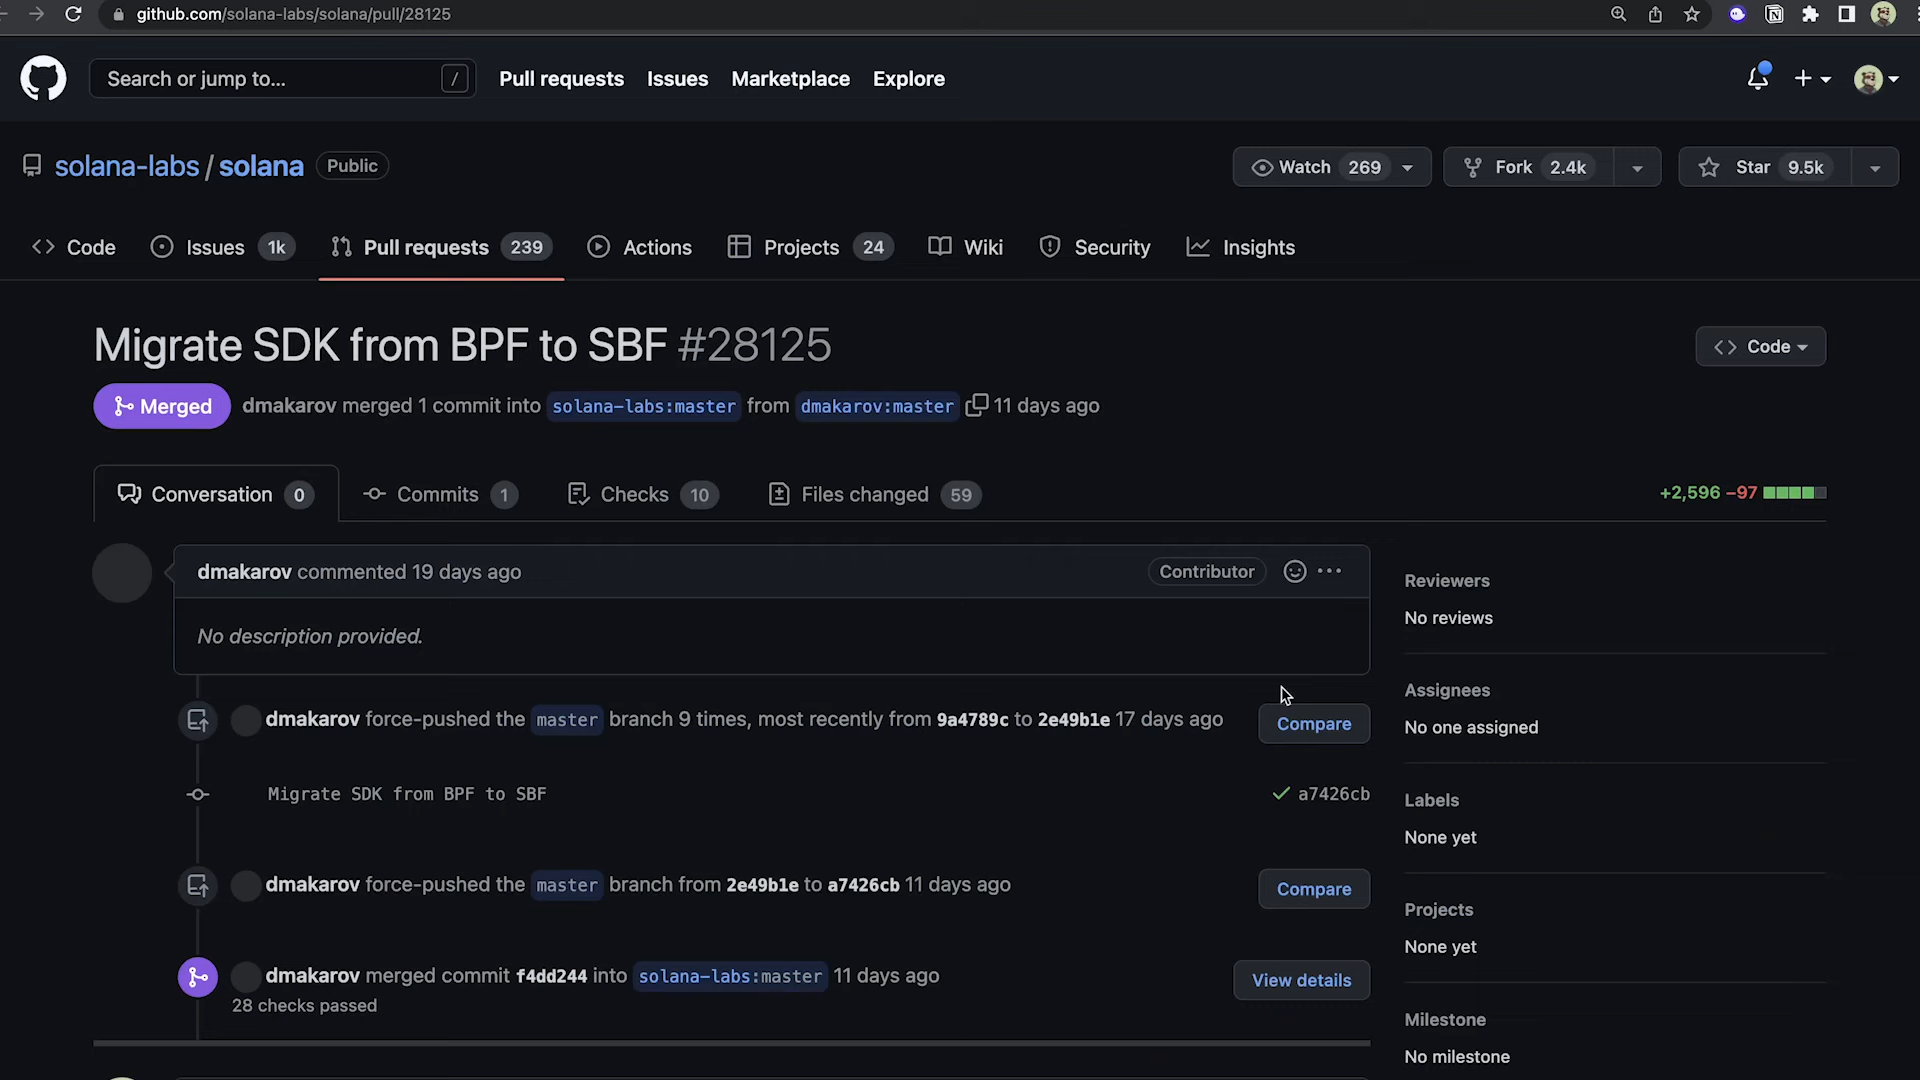 github.com/solana-labs/solana/pull/28125
Search or jump to... /
Pull requests Issues Marketplace Explore
solana-labs / solana Public
Watch 269 Fork 2.4k Star 9.5k
Code Issues 1k Pull requests 239 Actions Projects 24 Wiki Security Insights
Migrate SDK from BPF to SBF #28125
Code
Merged dmakarov merged 1 commit into solana-labs:master from dmakarov:master 11 days ago
Conversation 0 Commits 1 Checks 10 Files changed 59
+2,596 −97
dmakarov commented 19 days ago Contributor
No description provided.
dmakarov force-pushed the master branch 9 times, most recently from 9a4789c to 2e49b1e 17 days ago Compare
Migrate SDK from BPF to SBF a7426cb
dmakarov force-pushed the master branch from 2e49b1e to a7426cb 11 days ago Compare
dmakarov merged commit f4dd244 into solana-labs:master 11 days ago View details
28 checks passed
Reviewers
No reviews
Assignees
No one assigned
Labels
None yet
Projects
None yet
Milestone
No milestone